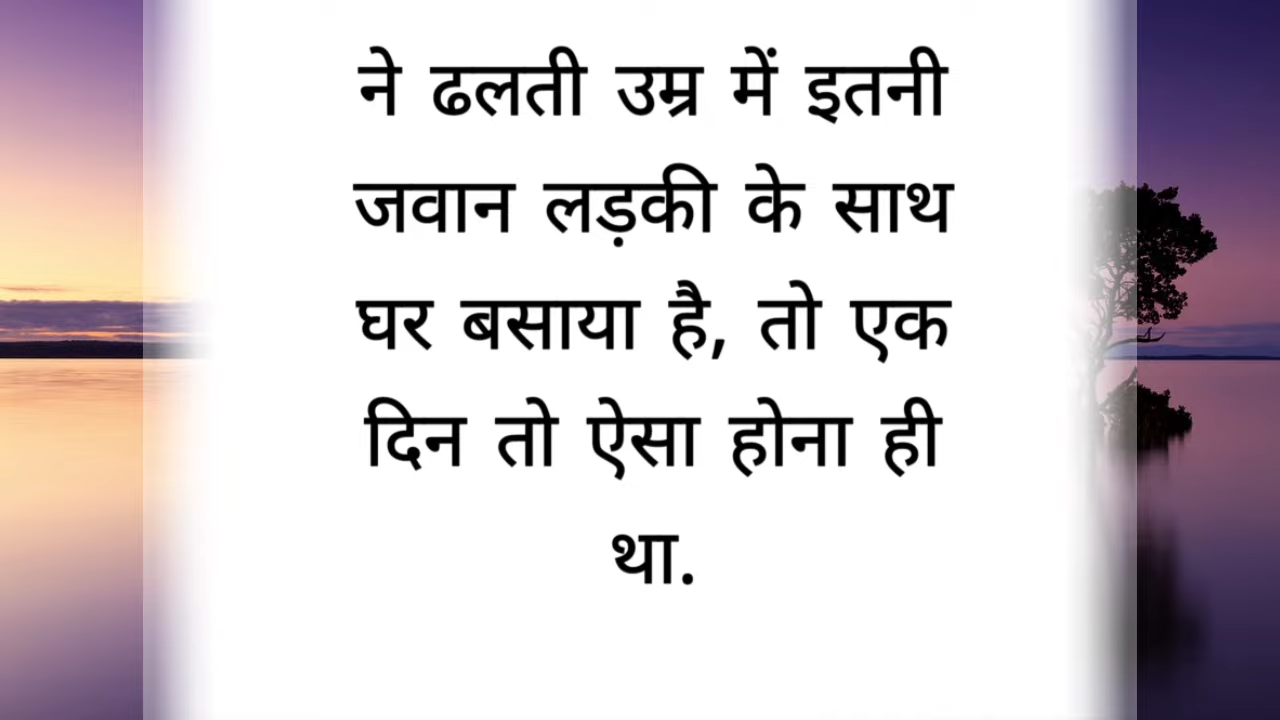 ने ढलती उम्र में इतनी
जवान लड़की के साथ
घर बसाया है, तो एक
दिन तो ऐसा होना ही
था.